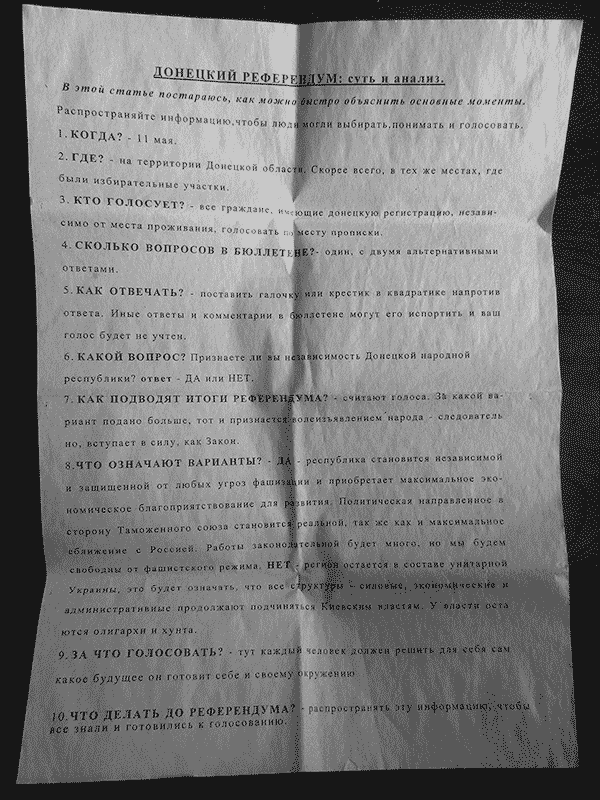 ДОНЕЦКИЙ РЕФЕРЕНДУМ: суть и анализ.
В этой статье постараюсь, как можно быстро объяснить основные моменты.
Распространяйте информацию,чтобы люди могли выбирать,понимать и голосовать.
1. КОГДА? - 11 мая.
2. ГДЕ? - на территории Донецкой области. Скорее всего, в тех же местах, где
были избирательные участки.
3. КТО ГОЛОСУЕТ? - все граждане, имеющие донецкую регистрацию, незави-
симо от места проживания, голосовать по месту прописки.
4. СКОЛЬКО ВОПРОСОВ В БЮЛЛЕТЕНЕ?- один, с двумя альтернативными
ответами.
5. КАК ОТВЕЧАТЬ? - поставить галочку или крестик в квадратике напротив
ответа. Иные ответы и комментарии в бюллетене могут его испортить и ваш
голос будет не учтен.
6. КАКОЙ ВОПРОС? Признаете ли вы независимость Донецкой народной
республики? ответ - ДА или НЕТ.
7. КАК ПОДВОДЯТ ИТОГИ РЕФЕРЕНДУМА? - считают голоса. За какой ва-
риант подано больше, тот и признается волеизъявлением народа - следователь
но, вступает в силу, как Закон.
8.ЧТО ОЗНАЧАЮТ ВАРИАНТЫ? - ДА - республика становится независимой
и защищенной от любых угроз фашизации и приобретает максимальное эко-
номическое благоприятствование для развития. Политическая направленное в
сторону Таможенного союза становится реальной, так же как и максимальное
сближение с Россией. Работы законодательной будет много, но мы будем
свободны от фашистского режима. НЕТ - регион остается в составе унитарной
Украины, это будет означать, что все структуры - силовые, экономические и
административные продолжают подчиняться Киевским властям. У власти оста
ются олигархи и хунта.
9. ЗА ЧТО ГОЛОСОВАТЬ? - тут каждый человек должен решить для себя сам
какое будущее он готовит себе и своему окружению
10.ЧТО ДЕЛАТЬ ДО РЕФЕРЕНДУМА? - распространять эту информацию, чтобы
все знали и готовились к голосованию.